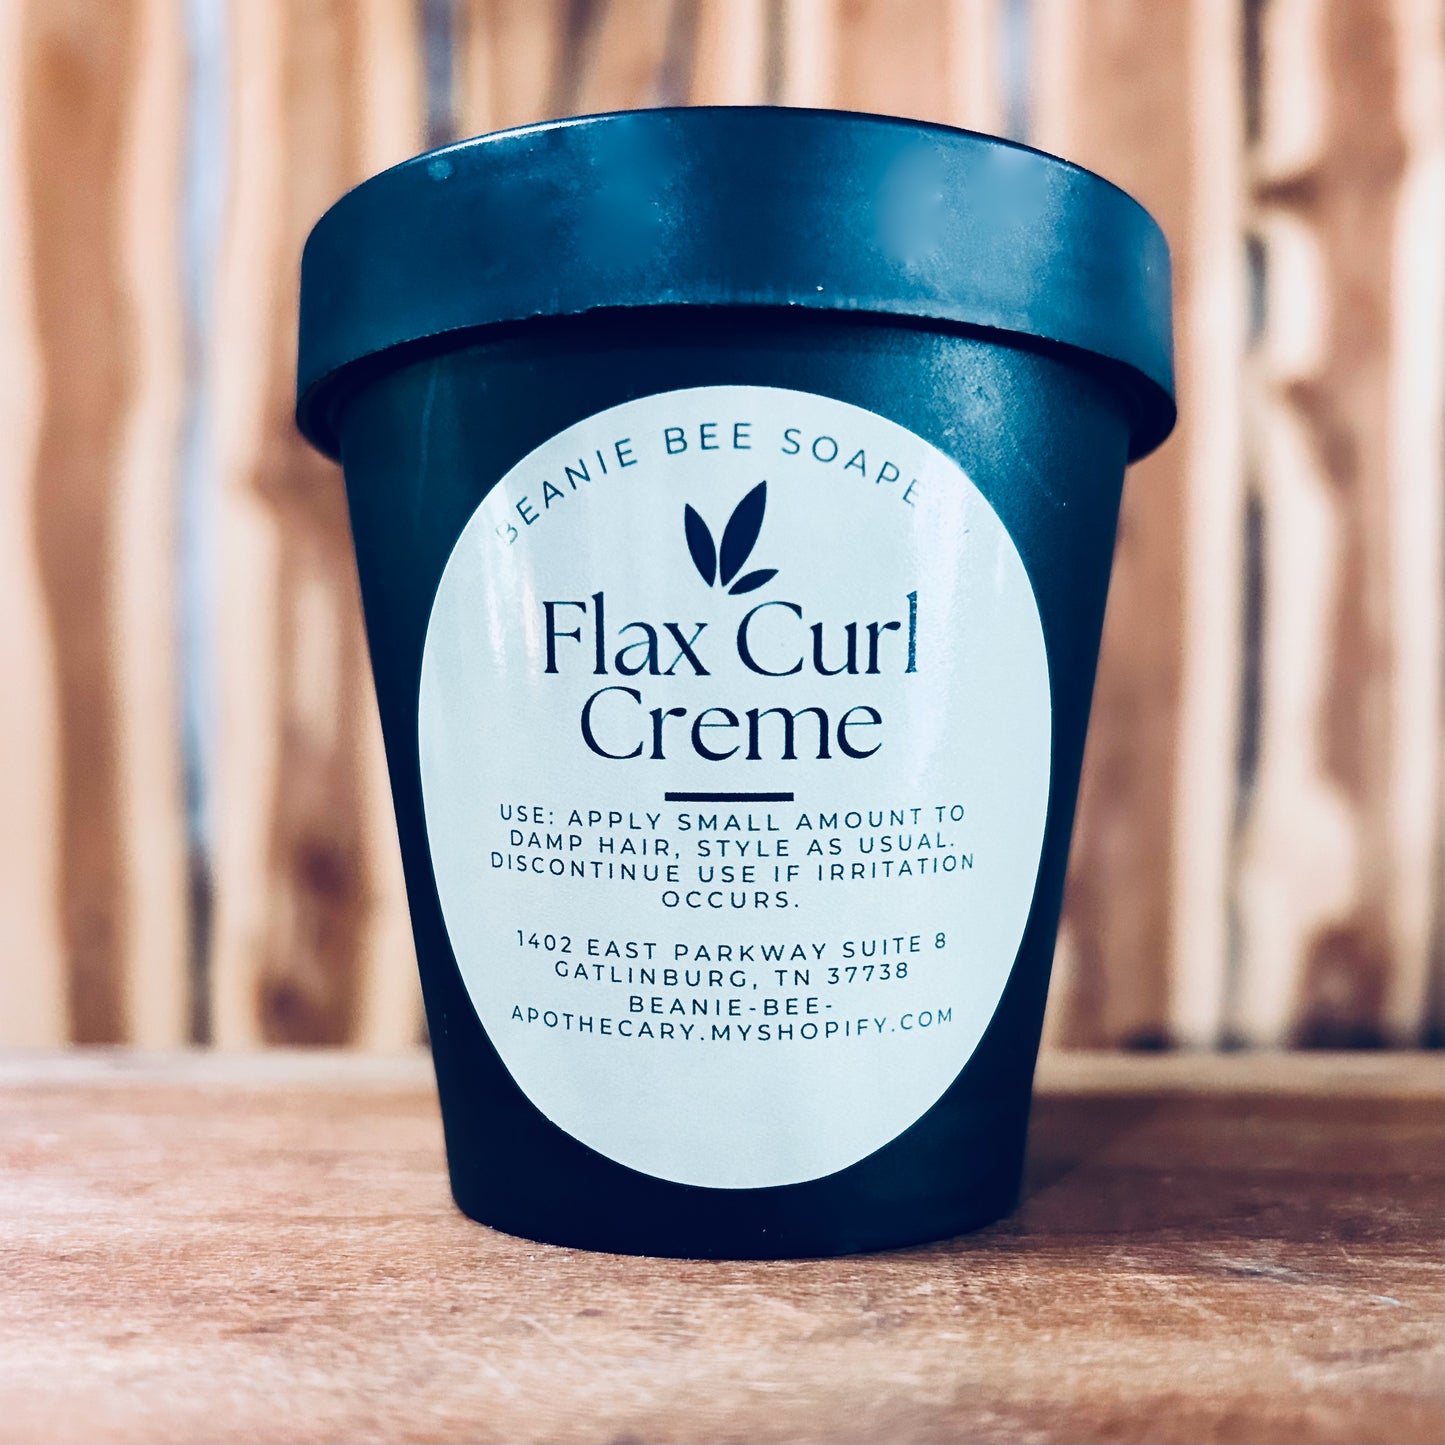 BEANIE BEE
Flax Curl
Creme
USE: APPLY SMALL AMOUNT TO
DAMP HAIR, STYLE AS USUAL.
DISCONTINUE USE IF IRRITATION
OCCURS.
1402 EAST PARKWAY SUITE 8
GATLINBURG, TN 37738
BEANIE-BEE-
APOTHECARY.MYSHOPIFY.COM